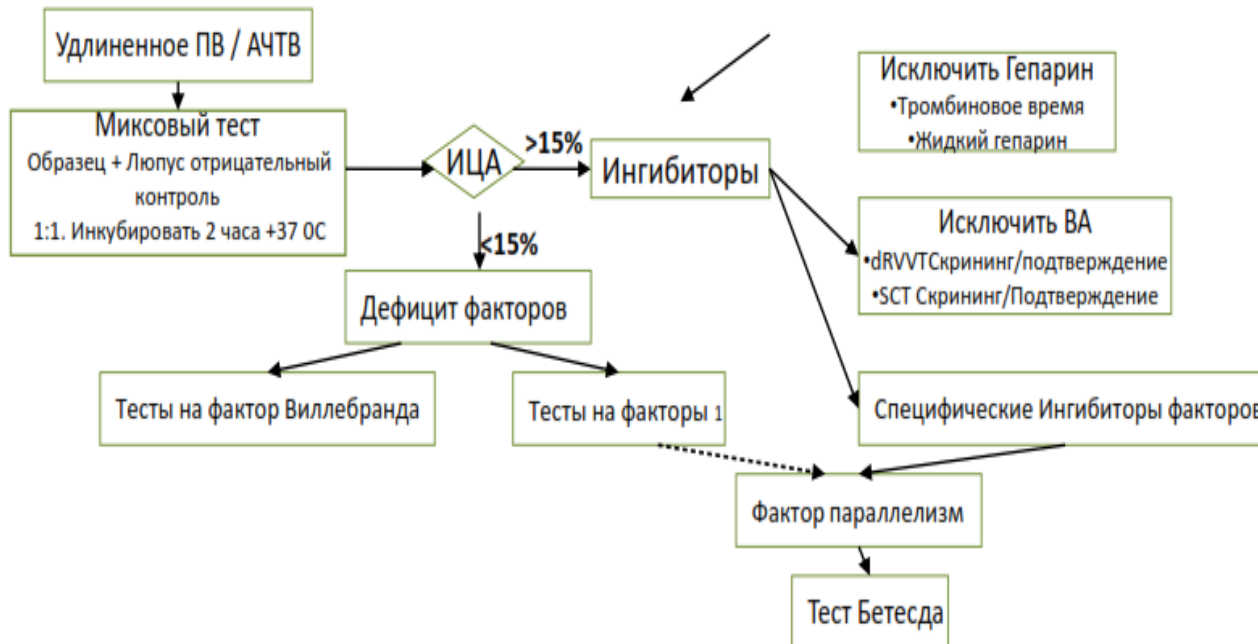 Удлиненное ПВ / АЧТВ
Миксовый тест
Образец + Люпус отрицательный
контроль
1:1. Инкубировать 2 часа +37 0С
ИЦА
>15%
<15%
Ингибиторы
Исключить Гепарин
•Тромбиновое время
•Жидкий гепарин
Исключить ВА
•dRVVTСкрининг/подтверждение
•SCT Скрининг/Подтверждение
Дефицит факторов
Тесты на фактор Виллебранда
Тесты на факторы 1
Специфические Ингибиторы факторов
Фактор параллелизм
Тест Бетесда